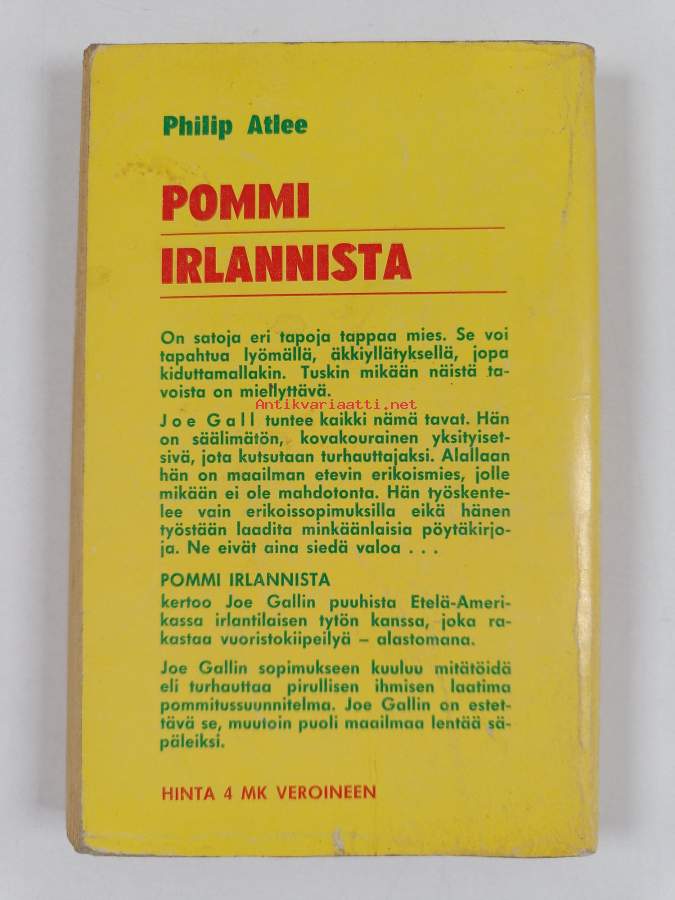 Philip Atlee
POMMI
IRLANNISTA
On satoja eri tapoja tappaa mies. Se voi
tapahtua lyömällä, äkkiyllätyksellä, jopa
kiduttamallakin. Tuskin mikään näistä ta-
voista on miellyttävä.
Antikvariaatti.net
Joe Gall tuntee kaikki nämä tavat. Hän
on säälimätön, kovakourainen yksityiset-
sivä, jota kutsutaan turhauttajaksi. Alallaan
hän on maailman etevin erikoismies, jolle
mikään ei ole mahdotonta. Hän työskente-
lee vain erikoissopimuksilla eikä hänen
työstään laadita minkäänlaisia pöytäkirjo-
ja. Ne eivät aina siedä valoa . . .
POMMI IRLANNISTA
kertoo Joe Gallin puuhista Etelä-Ameri-
kassa irlantilaisen tytön kanssa, joka ra-
kastaa vuoristokiipeilyä – alastomana.
Joe Gallin sopimukseen kuuluu mitätöidä
eli turhauttaa pirullisen ihmisen laatima
pommitussuunnitelma. Joe Gallin on estet-
tävä se, muutoin puoli maailmaa lentää sä-
päleiksi.
HINTA 4 MK VEROINEEN